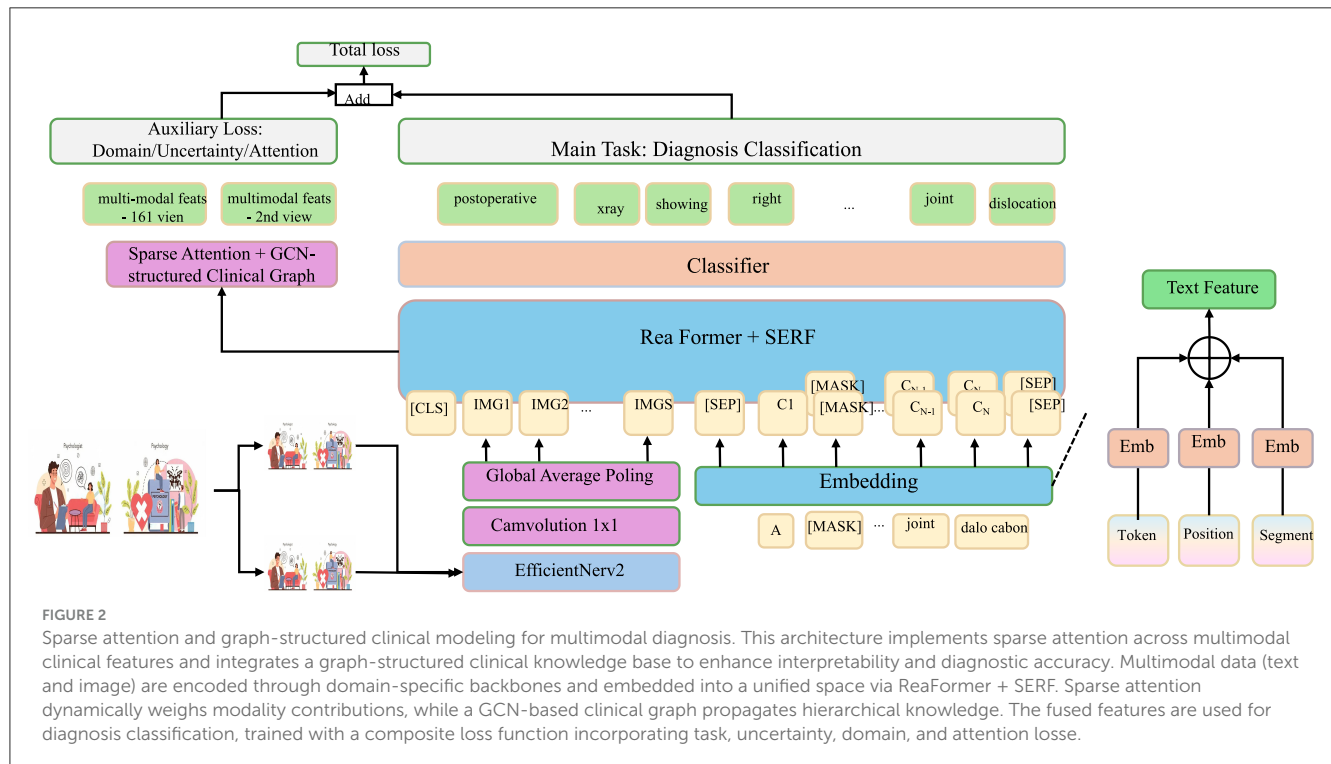 Total loss
Add
Auxiliary Loss:
Domain/Uncertainty/Attention
Main Task: Diagnosis Classification
multi-modal feats
- 161 vien
multimodal feats
- 2nd view
postoperative
xray
showing
right
...
joint
dislocation
Sparse Attention + GCN-
structured Clinical Graph
Classifier
Rea Former + SERF
Text Feature
[MASK]
C_N-1
C_N
[SEP]
[CLS]
IMG1
IMG2
...
IMGS
[SEP]
C1
[MASK]
...
C_N-1
C_N
[SEP]
Psychologist
Psychology
Global Average Poling
Embedding
Emb
Emb
Emb
Camvolution 1x1
A
[MASK]
...
joint
dalo cabon
Token
Position
Segment
EfficientNerv2
FIGURE 2
Sparse attention and graph-structured clinical modeling for multimodal diagnosis. This architecture implements sparse attention across multimodal
clinical features and integrates a graph-structured clinical knowledge base to enhance interpretability and diagnostic accuracy. Multimodal data (text
and image) are encoded through domain-specific backbones and embedded into a unified space via ReaFormer + SERF. Sparse attention
dynamically weighs modality contributions, while a GCN-based clinical graph propagates hierarchical knowledge. The fused features are used for
diagnosis classification, trained with a composite loss function incorporating task, uncertainty, domain, and attention losse.